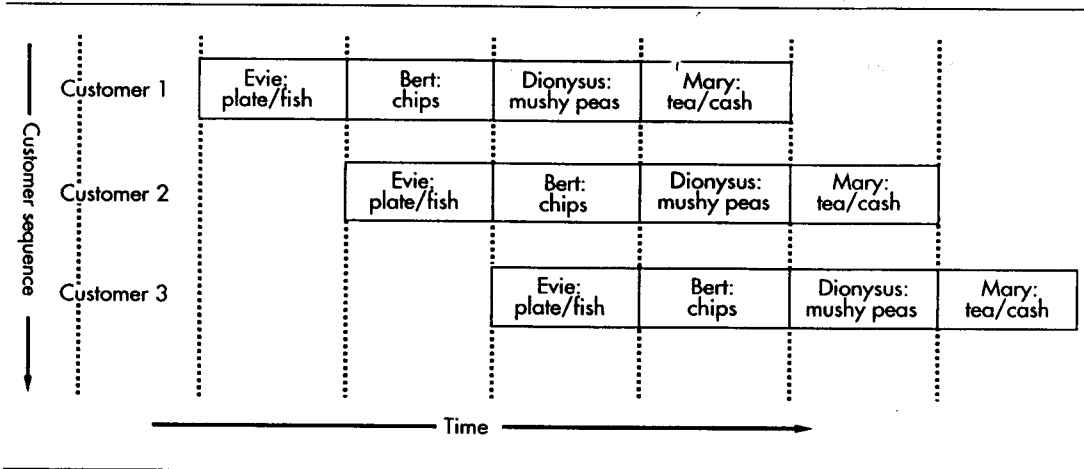 Customer sequence
Customer 1
Evie:
plate/fish
Bert:
chips
Dionysus:
mushy peas
Mary:
tea/cash
Customer 2
Evie:
plate/fish
Bert:
chips
Dionysus:
mushy peas
Mary:
tea/cash
Customer 3
Evie:
plate/fish
Bert:
chips
Dionysus:
mushy peas
Mary:
tea/cash
Time